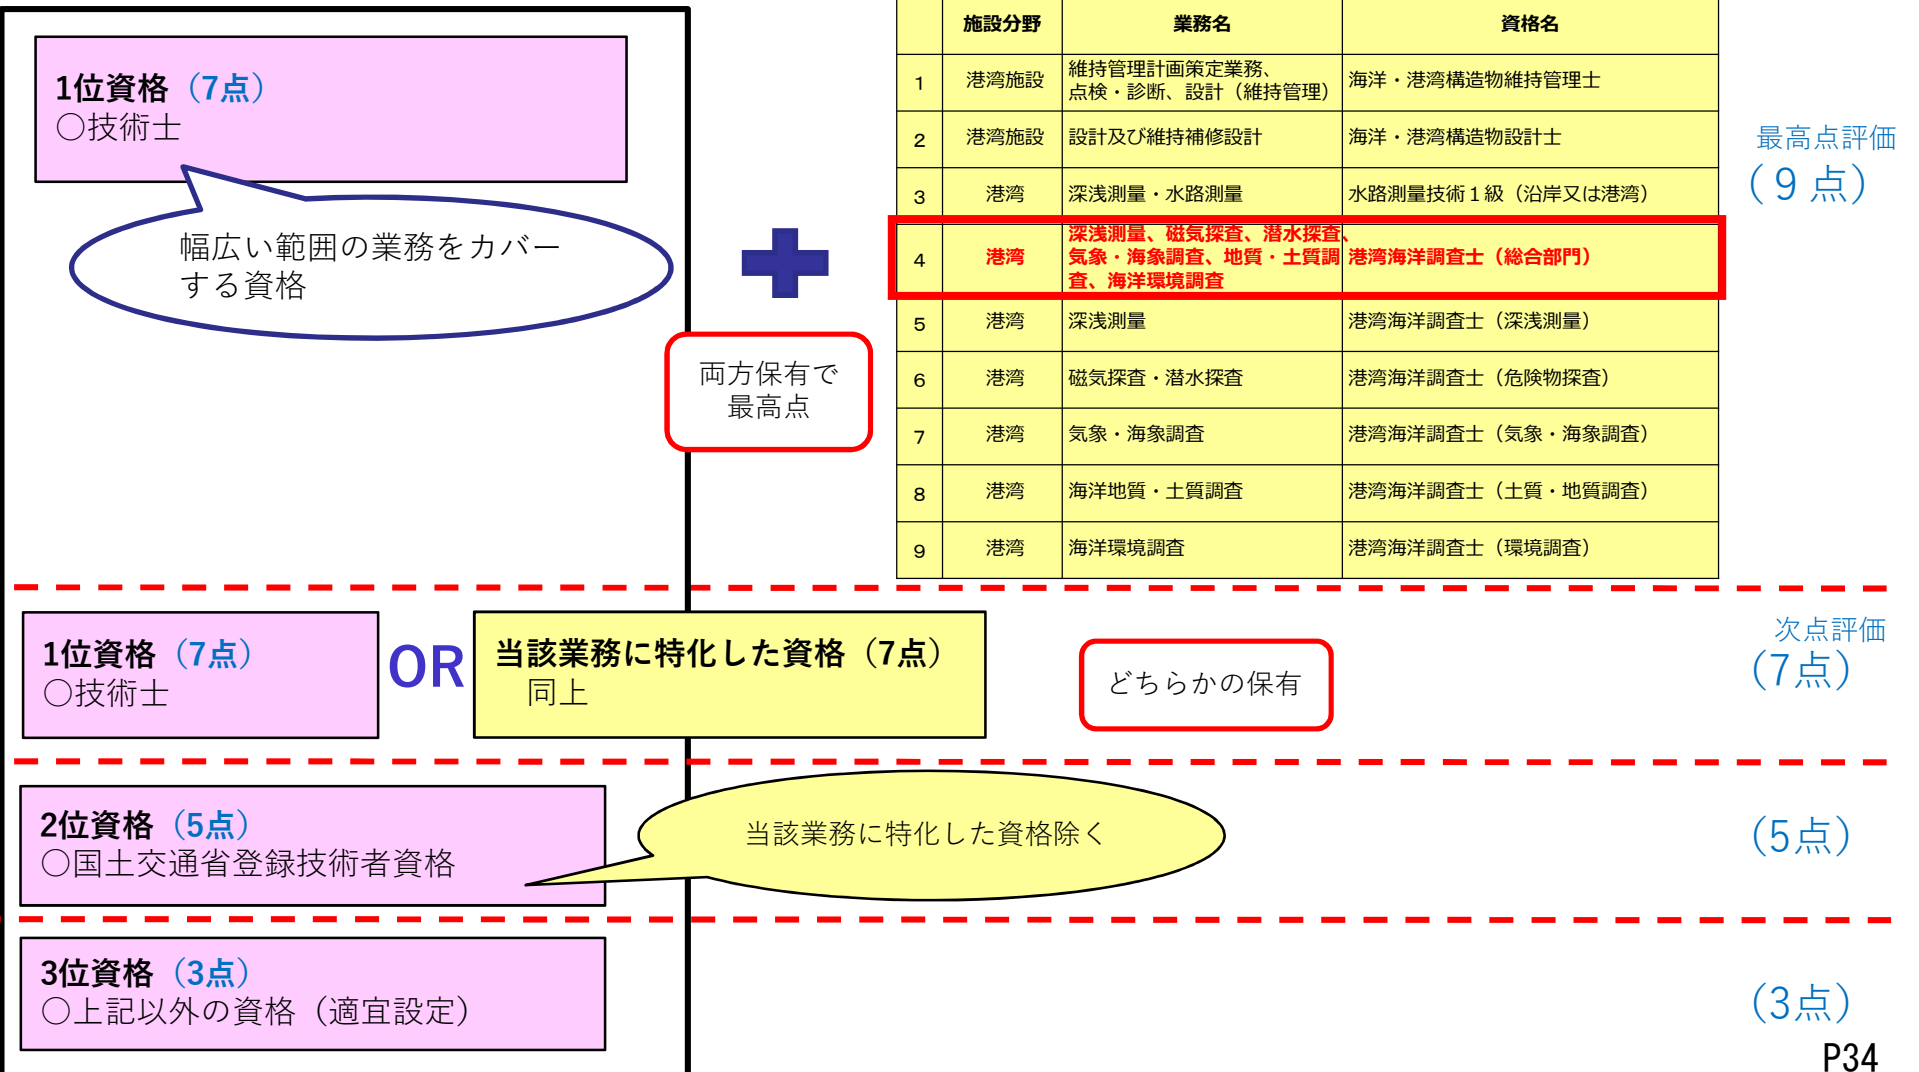 1位資格（7点）
○技術士
幅広い範囲の業務をカバー
する資格
両方保有で
最高点
施設分野 業務名 資格名
1 港湾施設 維持管理計画策定業務、
点検・診断、設計（維持管理） 海洋・港湾構造物維持管理士
2 港湾施設 設計及び維持補修設計 海洋・港湾構造物設計士
3 港湾 深浅測量・水路測量 水路測量技術１級（沿岸又は港湾）
4 港湾 深浅測量、磁気探査、潜水探査、
気象・海象調査、地質・土質調
査、海洋環境調査 港湾海洋調査士（総合部門）
5 港湾 深浅測量 港湾海洋調査士（深浅測量）
6 港湾 磁気探査・潜水探査 港湾海洋調査士（危険物探査）
7 港湾 気象・海象調査 港湾海洋調査士（気象・海象調査）
8 港湾 海洋地質・土質調査 港湾海洋調査士（土質・地質調査）
9 港湾 海洋環境調査 港湾海洋調査士（環境調査）
最高点評価
（９点）
1位資格（7点）
○技術士
OR
当該業務に特化した資格（7点）
同上
どちらかの保有
次点評価
（7点）
2位資格（5点）
○国土交通省登録技術者資格
当該業務に特化した資格除く
（5点）
3位資格（3点）
○上記以外の資格（適宜設定）
（3点）
P34